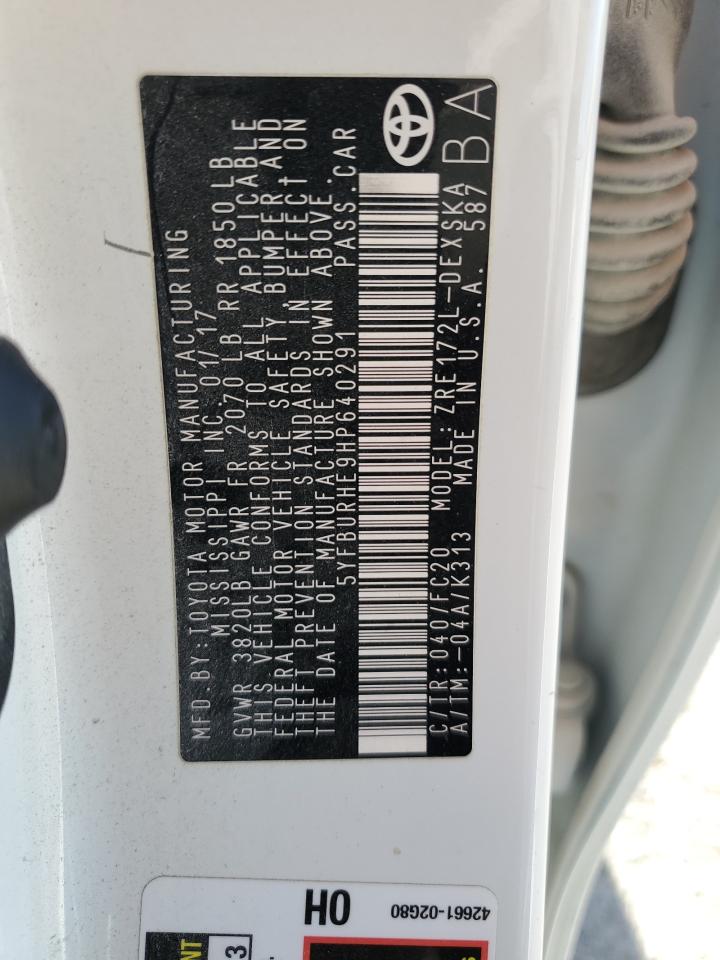 MFD.BY:TOYOTA MOTOR MANUFACTURING
MISSISSIPPI INC. 01/17
GVWR 3820LB GAWR FR 2070 LB RR 1850LB
THIS VEHICLE CONFORMS TO ALL APPLICABLE
FEDERAL MOTOR VEHICLE SAFETY, BUMPER AND
THEFT PREVENTION STANDARDS IN EFFECT ON
THE DATE OF MANUFACTURE SHOWN ABOVE.
5YFBURHE9HP640291 PASS.CAR
C/TR:040/FC20 MODEL: ZRE172L-DEXSKA
A/TM:-04A/K313 MADE IN U.S.A. 587
BA
OH
42661-02G80
NT
3